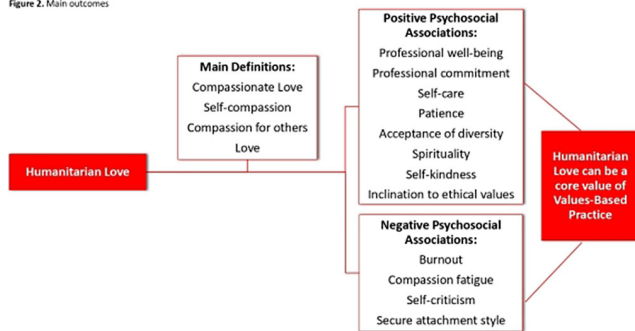 Figure 2. Main outcomes
Humanitarian Love
Main Definitions:
Compassionate Love
Self-compassion
Compassion for others
Love
Positive Psychosocial
Associations:
Professional well-being
Professional commitment
Self-care
Patience
Acceptance of diversity
Spirituality
Self-kindness
Inclination to ethical values
Negative Psychosocial
Associations:
Burnout
Compassion fatigue
Self-criticism
Secure attachment style
Humanitarian
Love can be a
core value of
Values-Based
Practice